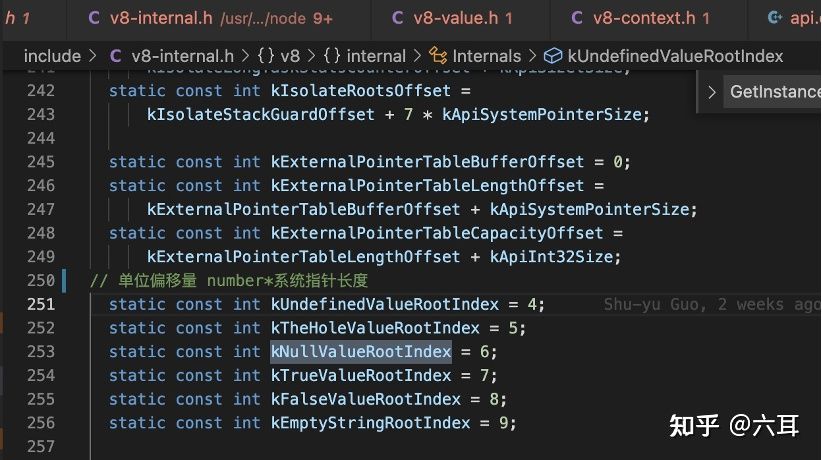 h 1 C v8-internal.h /usr/.../node 9+ C v8-value.h 1 C v8-context.h 1 api.
include > C v8-internal.h > {} v8 > {} internal > Internals > kUndefinedValueRootIndex
> GetInstance
242 static const int kIsolateRootsOffset =
243 kIsolateStackGuardOffset + 7 * kApiSystemPointerSize;
244
245 static const int kExternalPointerTableBufferOffset = 0;
246 static const int kExternalPointerTableLengthOffset =
247 kExternalPointerTableBufferOffset + kApiSystemPointerSize;
248 static const int kExternalPointerTableCapacityOffset =
249 kExternalPointerTableLengthOffset + kApiInt32Size;
250 // 单位偏移量 number*系统指针长度
251 static const int kUndefinedValueRootIndex = 4; Shu-yu Guo, 2 weeks ago
252 static const int kTheHoleValueRootIndex = 5;
253 static const int kNullValueRootIndex = 6;
254 static const int kTrueValueRootIndex = 7;
255 static const int kFalseValueRootIndex = 8;
256 static const int kEmptyStringRootIndex = 9;
257
知乎 @六耳